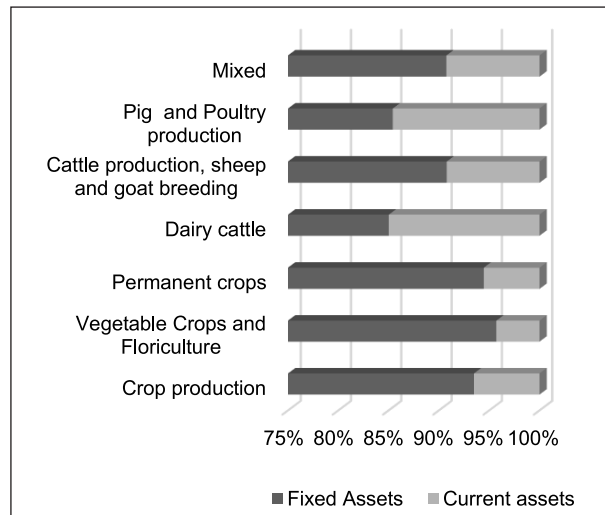 Mixed
Pig and Poultry
production
Cattle production, sheep
and goat breeding
Dairy cattle
Permanent crops
Vegetable Crops and
Floriculture
Crop production
75% 80% 85% 90% 95% 100%
Fixed Assets Current assets